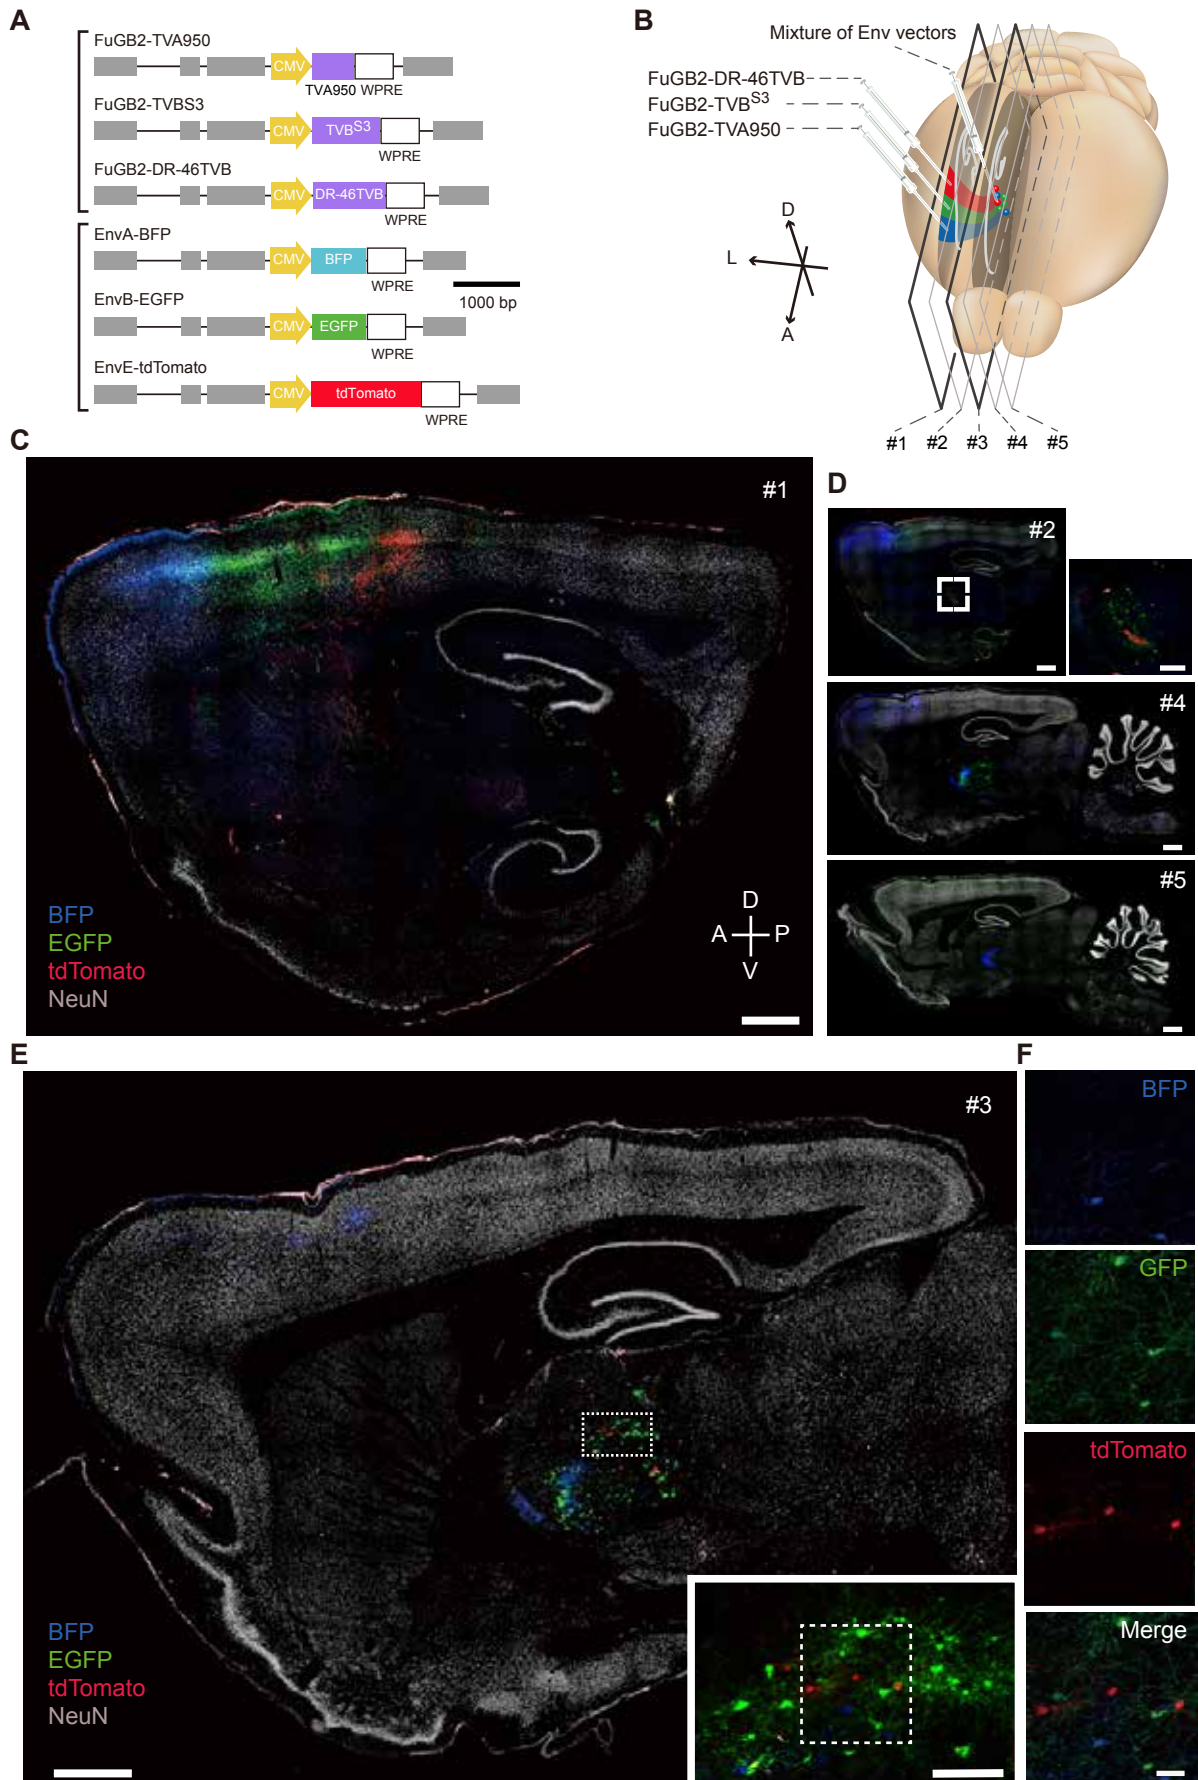 A
FuGB2-TVA950
CMV
TVA950 WPRE
FuGB2-TVBS3
CMV TVBS3
WPRE
FuGB2-DR-46TVB
CMV DR-46TVB
WPRE
EnvA-BFP
CMV BFP
WPRE
1000 bp
EnvB-EGFP
CMV EGFP
WPRE
EnvE-tdTomato
CMV tdTomato
WPRE
B
Mixture of Env vectors
FuGB2-DR-46TVB
FuGB2-TVBS3
FuGB2-TVA950
D
L
A
#1 #2 #3 #4 #5
C
#1
BFP
EGFP
tdTomato
NeuN
D
A P
V
D
#2
#4
#5
E
#3
BFP
EGFP
tdTomato
NeuN
F
BFP
GFP
tdTomato
Merge